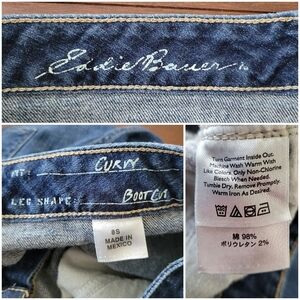 Eddie Bauer
FIT: CURVY
LEG SHAPE: BOOT CUT
8S
MADE IN
MEXICO
Turn Garment Inside Out.
Machine Wash Warm With
Like Colors. Only Non-Chlorine
Bleach When Needed.
Tumble Dry. Remove Promptly.
Warm Iron As Desired.
綿 98%
ポリウレタン 2%